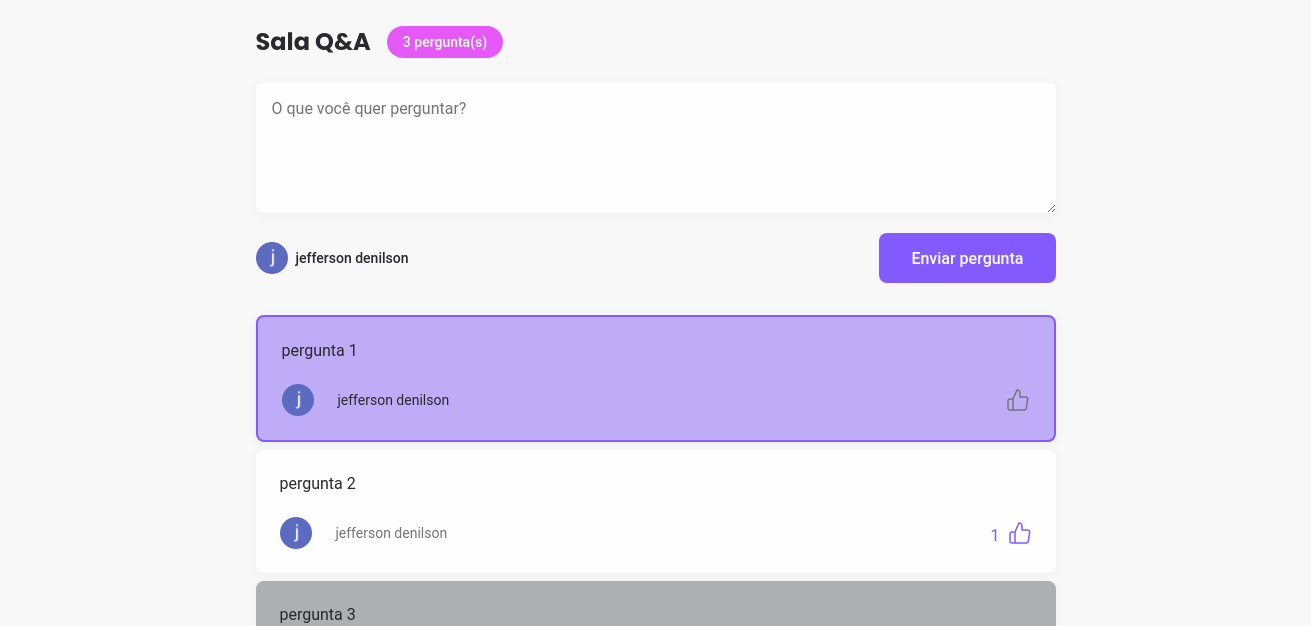 Sala Q&A
3 pergunta(s)
O que você quer perguntar?
j jefferson denilson
Enviar pergunta
pergunta 1
j jefferson denilson
pergunta 2
j jefferson denilson
1
pergunta 3